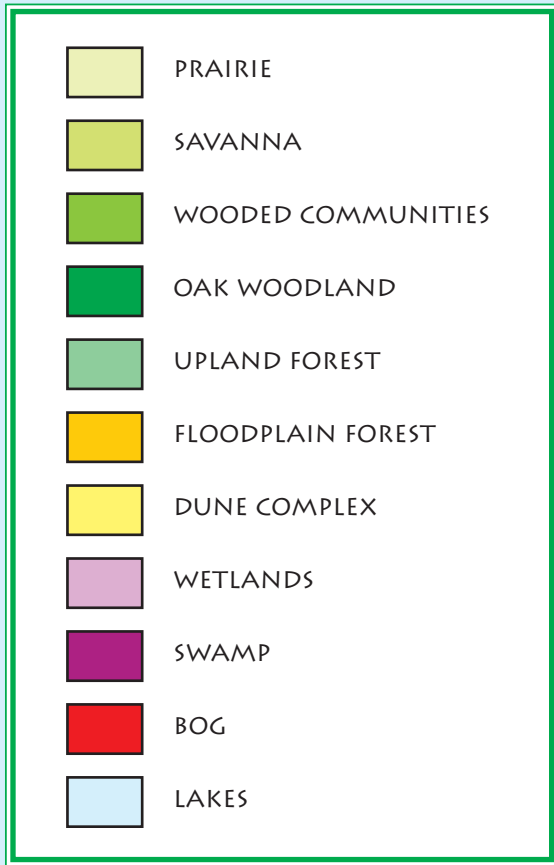 PRAIRIE
SAVANNA
WOODED COMMUNITIES
OAK WOODLAND
UPLAND FOREST
FLOODPLAIN FOREST
DUNE COMPLEX
WETLANDS
SWAMP
BOG
LAKES